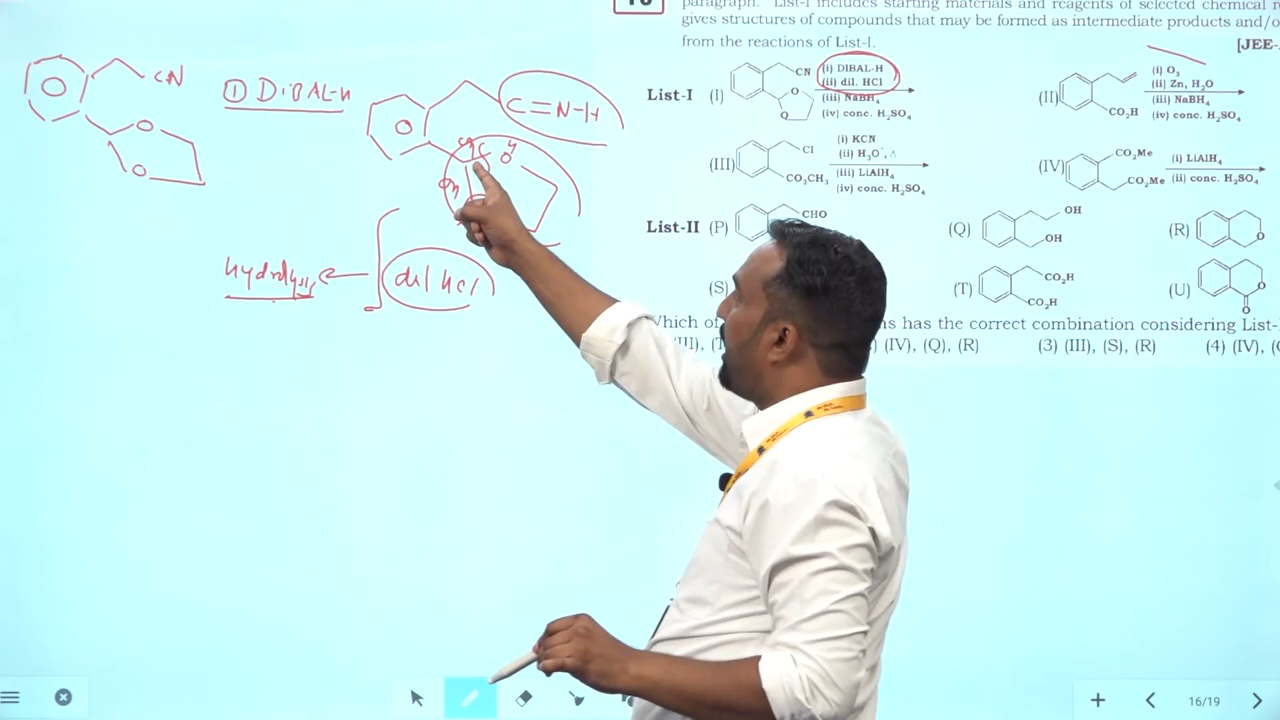 paragraph. List-I includes starting materials and reagents of selected chemical
gives structures of compounds that may be formed as intermediate products and/o
from the reactions of List-I.
[JEE-
List-I (I)
CN
O
O
(i) DIBAL-H
(ii) dil. HCl
(iii) NaBH₄
(iv) conc. H₂SO₄
(II)
CO₂H
(i) O₃
(ii) Zn, H₂O
(iii) NaBH₄
(iv) conc. H₂SO₄
(III)
Cl
CO₂CH₃
(i) KCN
(ii) H₃O⁺, Δ
(iii) LiAlH₄
(iv) conc. H₂SO₄
(IV)
CO₂Me
CO₂Me
(i) LiAlH₄
(ii) conc. H₂SO₄
List-II (P)
CHO
(Q)
OH
OH
(R)
O
(S)
(T)
CO₂H
CO₂H
(U)
O
O
Which of
ns has the correct combination considering List-
(IV), (Q), (R)
(3) (III), (S), (R)
(4) (IV), (
CN
O
O
① DIBAL-H
C=N-H
hydrolysis
dil HCl
16/19